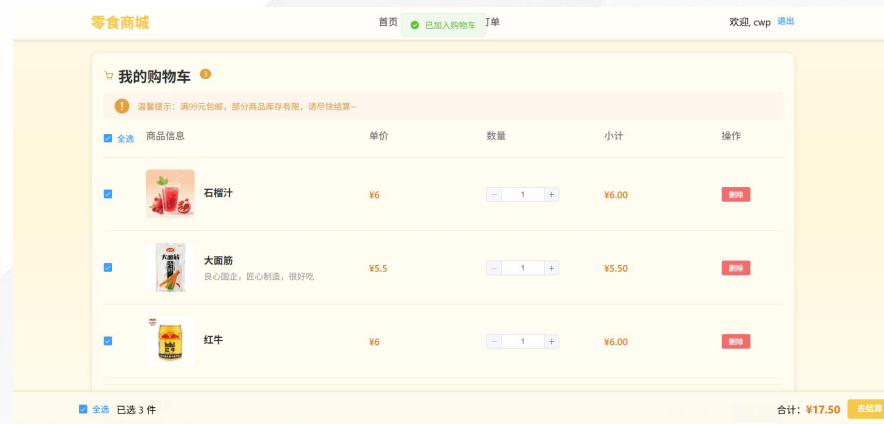 零食商城 首页 已加入购物车 订单 欢迎, cwp 退出
我的购物车 3
温馨提示：满99元包邮，部分商品库存有限，请尽快结算~
全选 商品信息 单价 数量 小计 操作
石榴汁 ¥6 − 1 + ¥6.00 删除
大面筋 ¥5.5 − 1 + ¥5.50 删除
良心国企，匠心制造，很好吃
红牛 ¥6 − 1 + ¥6.00 删除
全选 已选 3 件 合计： ¥17.50 去结算